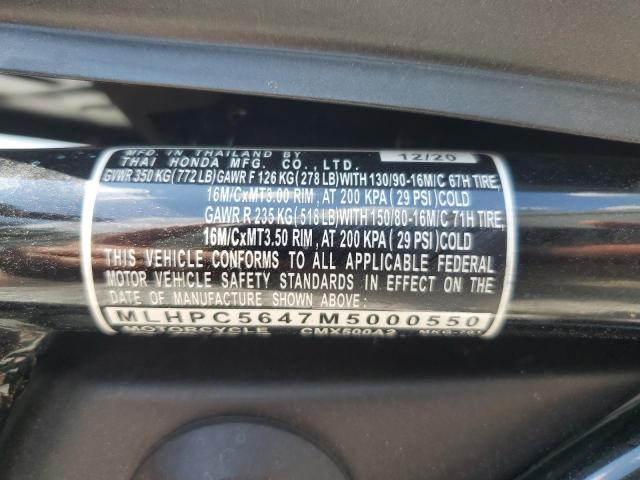 MFD. IN THAILAND BY
THAI HONDA MFG. CO., LTD. 12/20
GVWR 350 KG (772 LB) GAWR F 126 KG (278 LB) WITH 130/90-16M/C 67H TIRE,
16M/CxMT3.00 RIM, AT 200 KPA (29 PSI) COLD
GAWR R 235 KG (518 LB) WITH 150/80-16M/C 71H TIRE,
16M/CxMT3.50 RIM, AT 200 KPA (29 PSI) COLD
THIS VEHICLE CONFORMS TO ALL APPLICABLE FEDERAL
MOTOR VEHICLE SAFETY STANDARDS IN EFFECT ON THE
DATE OF MANUFACTURE SHOWN ABOVE:
MLHPC5647M5000550
MOTORCYCLE CMX500A2